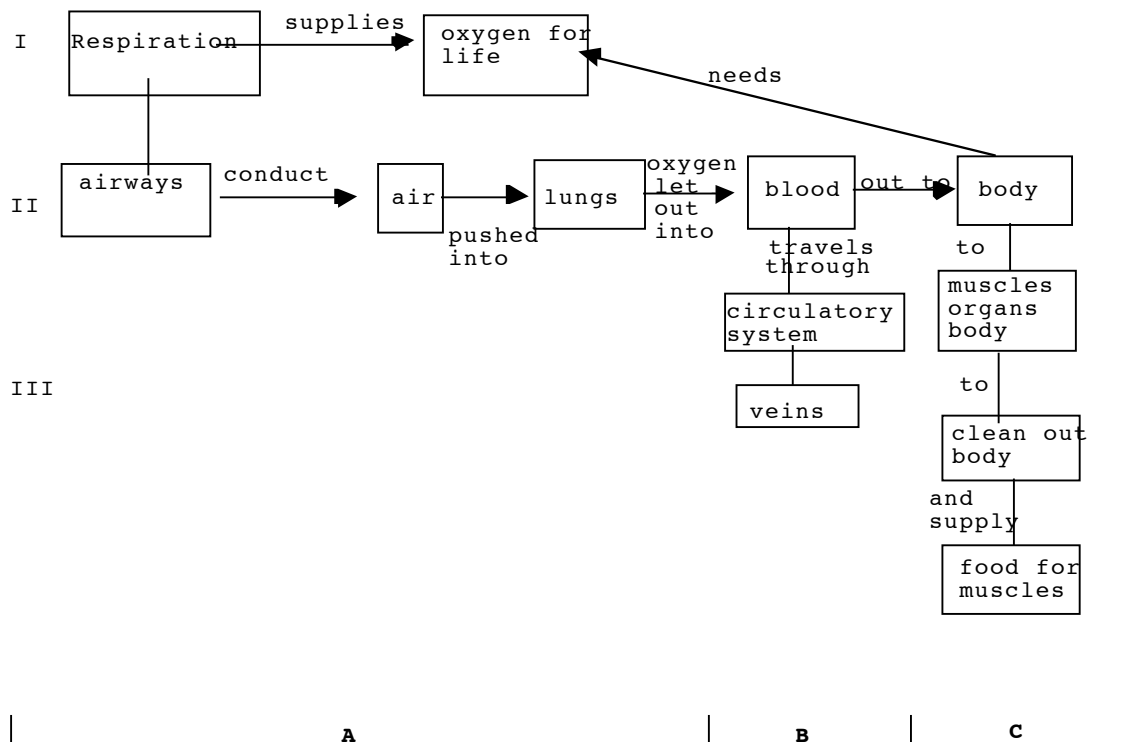 I
Respiration
supplies
oxygen for
life
needs
II
airways
conduct
air
pushed
into
lungs
oxygen
let
out
into
blood
out to
body
travels
through
circulatory
system
veins
to
muscles
organs
body
III
to
clean out
body
and
supply
food for
muscles
A
B
C